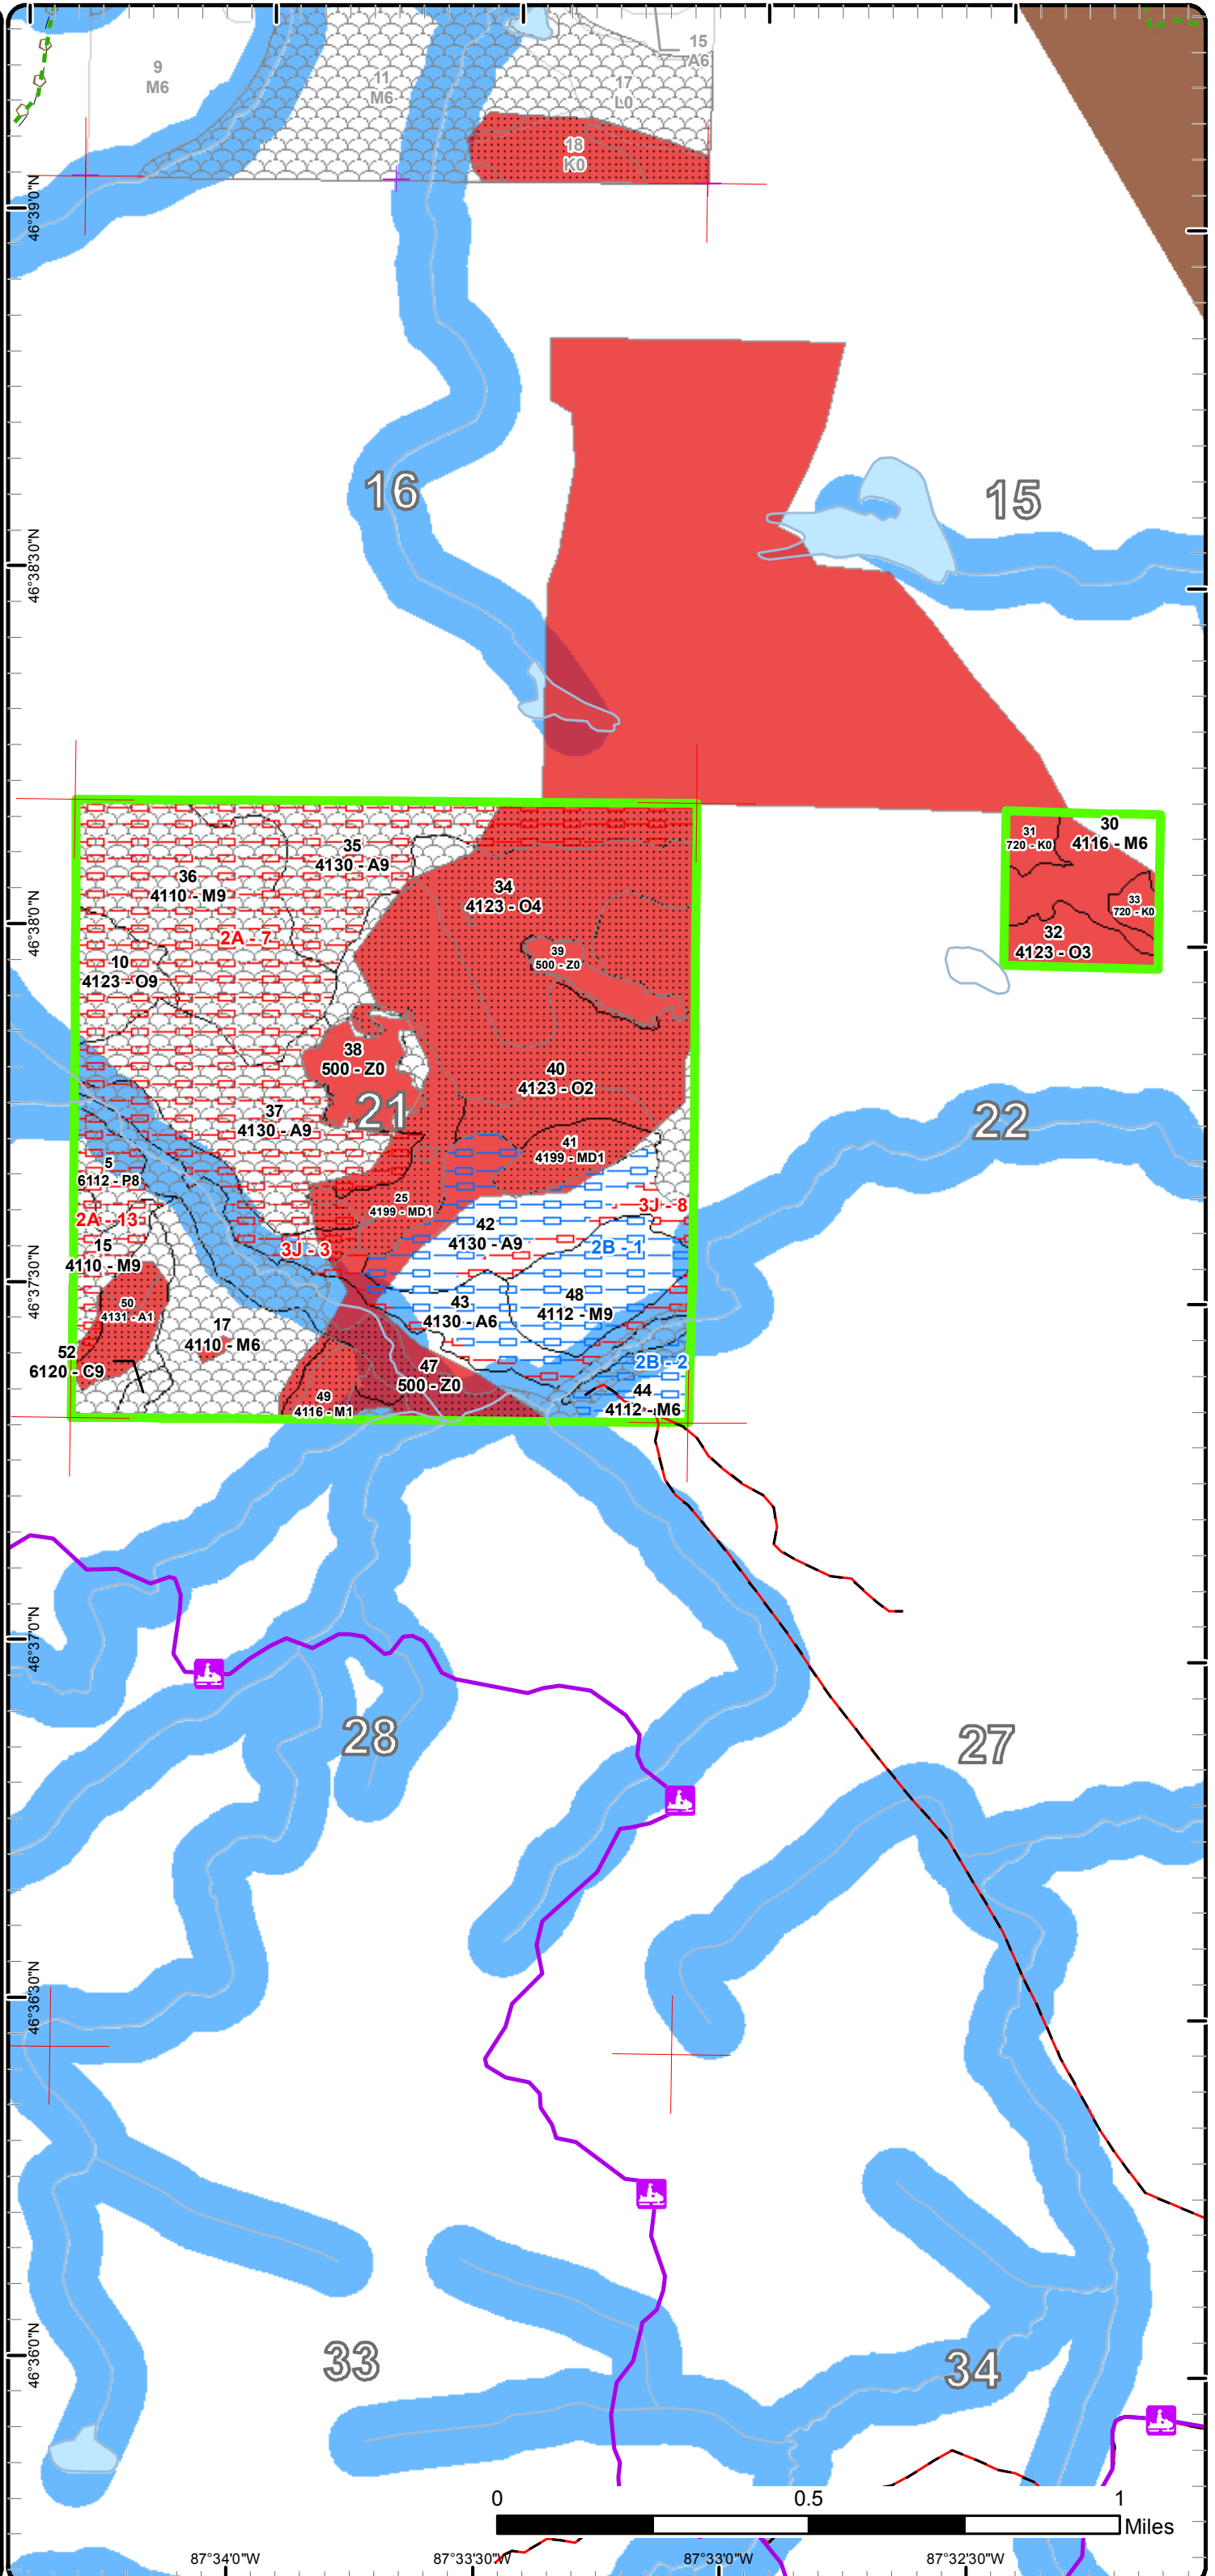 9
M6
11
M6
15
A6
17
L0
18
K0
46°39'0"N
16
15
46°38'30"N
31
720 - K0
30
4116 - M6
33
720 - K0
32
4123 - O3
35
4130 - A9
36
4110 - M9
34
4123 - O4
2A - 7
39
500 - Z0
10
4123 - O9
46°38'0"N
38
500 - Z0
40
4123 - O2
21
37
4130 - A9
22
41
4199 - MD1
5
6112 - P8
25
4199 - MD1
3J - 8
2A - 13
42
4130 - A9
2B - 1
3J - 3
15
4110 - M9
46°37'30"N
50
4131 - A1
43
4130 - A6
48
4112 - M9
17
4110 - M6
52
6120 - C9
47
500 - Z0
2B - 2
49
4116 - M1
44
4112 - M6
46°37'0"N
28
27
46°36'30"N
33
34
46°36'0"N
0 0.5 1
Miles
87°34'0"W 87°33'30"W 87°33'0"W 87°32'30"W